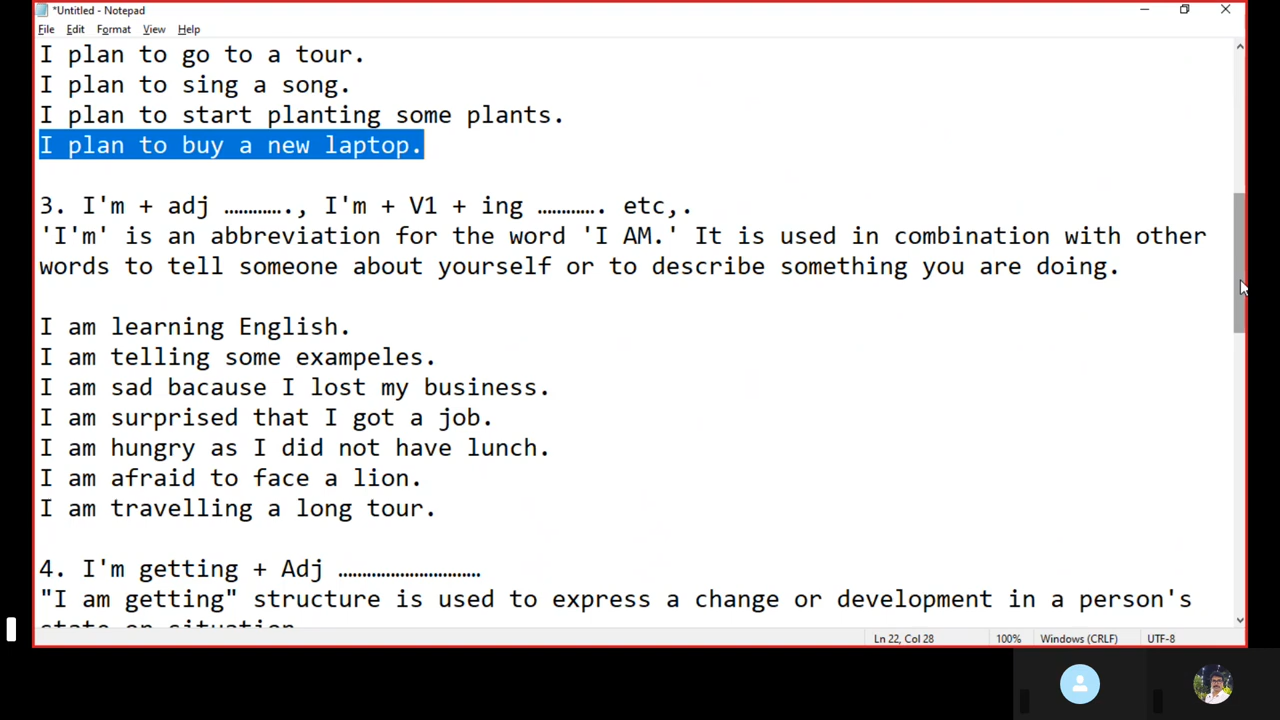 *Untitled - Notepad
File Edit Format View Help
I plan to go to a tour.
I plan to sing a song.
I plan to start planting some plants.
I plan to buy a new laptop.
3. I'm + adj …………., I'm + V1 + ing …………. etc,.
'I'm' is an abbreviation for the word 'I AM.' It is used in combination with other
words to tell someone about yourself or to describe something you are doing.
I am learning English.
I am telling some exampeles.
I am sad bacause I lost my business.
I am surprised that I got a job.
I am hungry as I did not have lunch.
I am afraid to face a lion.
I am travelling a long tour.
4. I'm getting + Adj …………………………
"I am getting" structure is used to express a change or development in a person's
state or situation
Ln 22, Col 28 100% Windows (CRLF) UTF-8